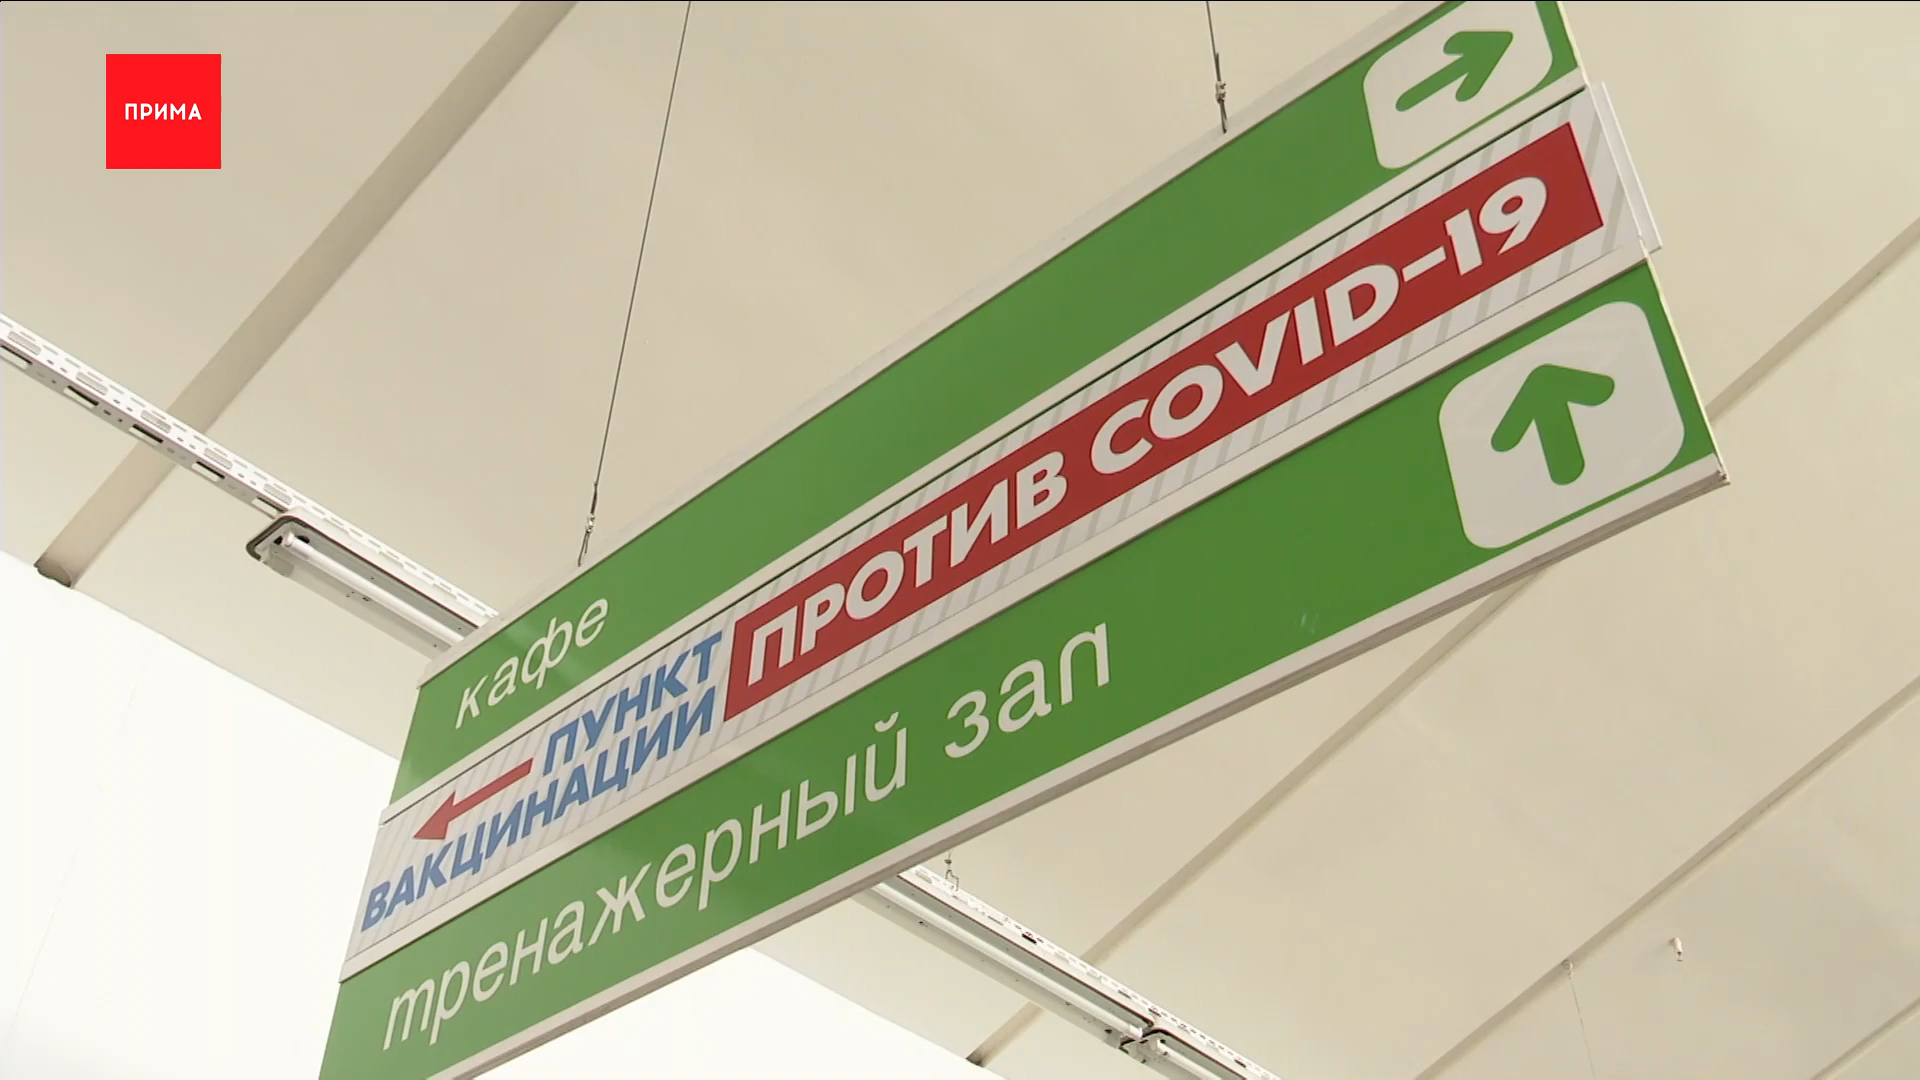 ПРИМА
кафе
ПУНКТ
ВАКЦИНАЦИИ
ПРОТИВ COVID-19
тренажерный зал